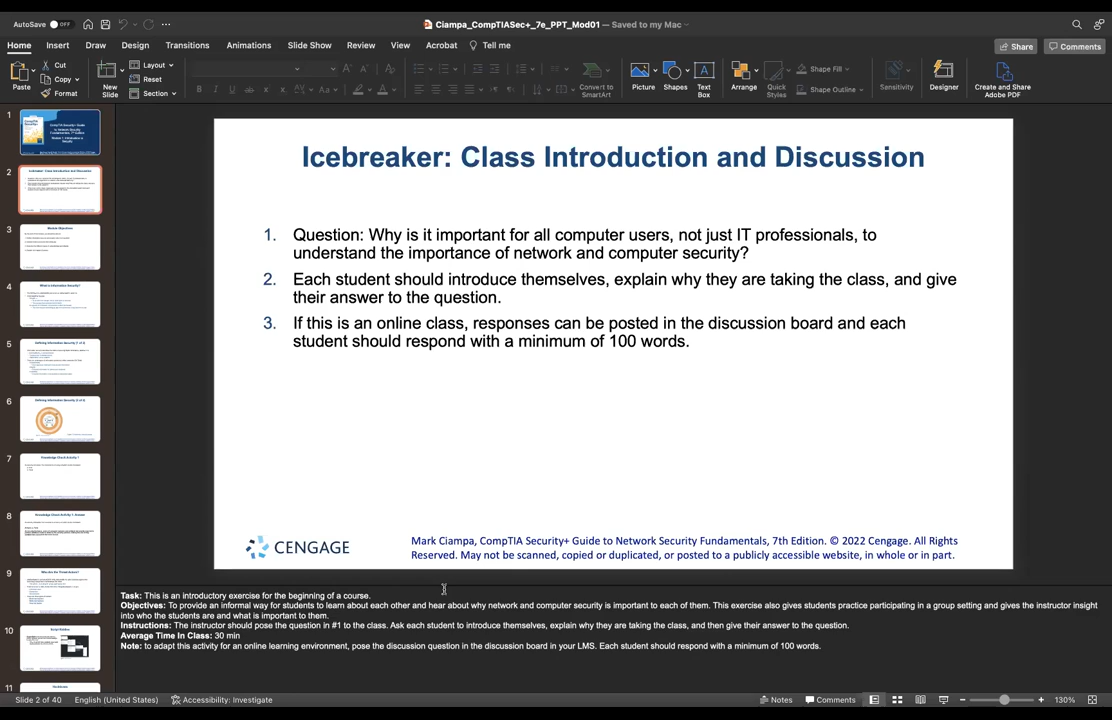 AutoSave OFF
Ciampa_CompTIASec+_7e_PPT_Mod01 — Saved to my Mac
Home Insert Draw Design Transitions Animations Slide Show Review View Acrobat Tell me
Share Comments
Paste
Cut
Copy
Format
New Slide
Layout
Reset
Section
Convert to SmartArt
Picture
Shapes
Text Box
Arrange
Quick Styles
Shape Fill
Shape Outline
Sensitivity
Designer
Create and Share Adobe PDF
1
2
3
4
5
6
7
8
9
10
11
Icebreaker: Class Introduction and Discussion
1. Question: Why is it important for all computer users, not just IT professionals, to
understand the importance of network and computer security?
2. Each student should introduce themselves, explain why they are taking the class, and give
their answer to the question.
3. If this is an online class, responses can be posted in the discussion board and each
student should respond with a minimum of 100 words.
CENGAGE
Mark Ciampa, CompTIA Security+ Guide to Network Security Fundamentals, 7th Edition. © 2022 Cengage. All Rights
Reserved. May not be scanned, copied or duplicated, or posted to a publicly accessible website, in whole or in part.
Task: This is an introductory exercise for the beginning of a course.
Objectives: To provide an informal way for students to learn about each other and hear about why network and computer security is important to each of them. This exercise also gives students practice participating in a group setting and gives the instructor insight
into who the students are and what is important to them.
Instructions: The instructor should pose the question in #1 to the class. Ask each student to introduce themselves, explain why they are taking the class, and then give their answer to the question.
Average Time In Class: 30 min
Note: to adapt this activity for an online learning environment, pose the discussion question in the discussion board in your LMS. Each student should respond with a minimum of 100 words.
Slide 2 of 40 English (United States) Accessibility: Investigate
Notes Comments 130%